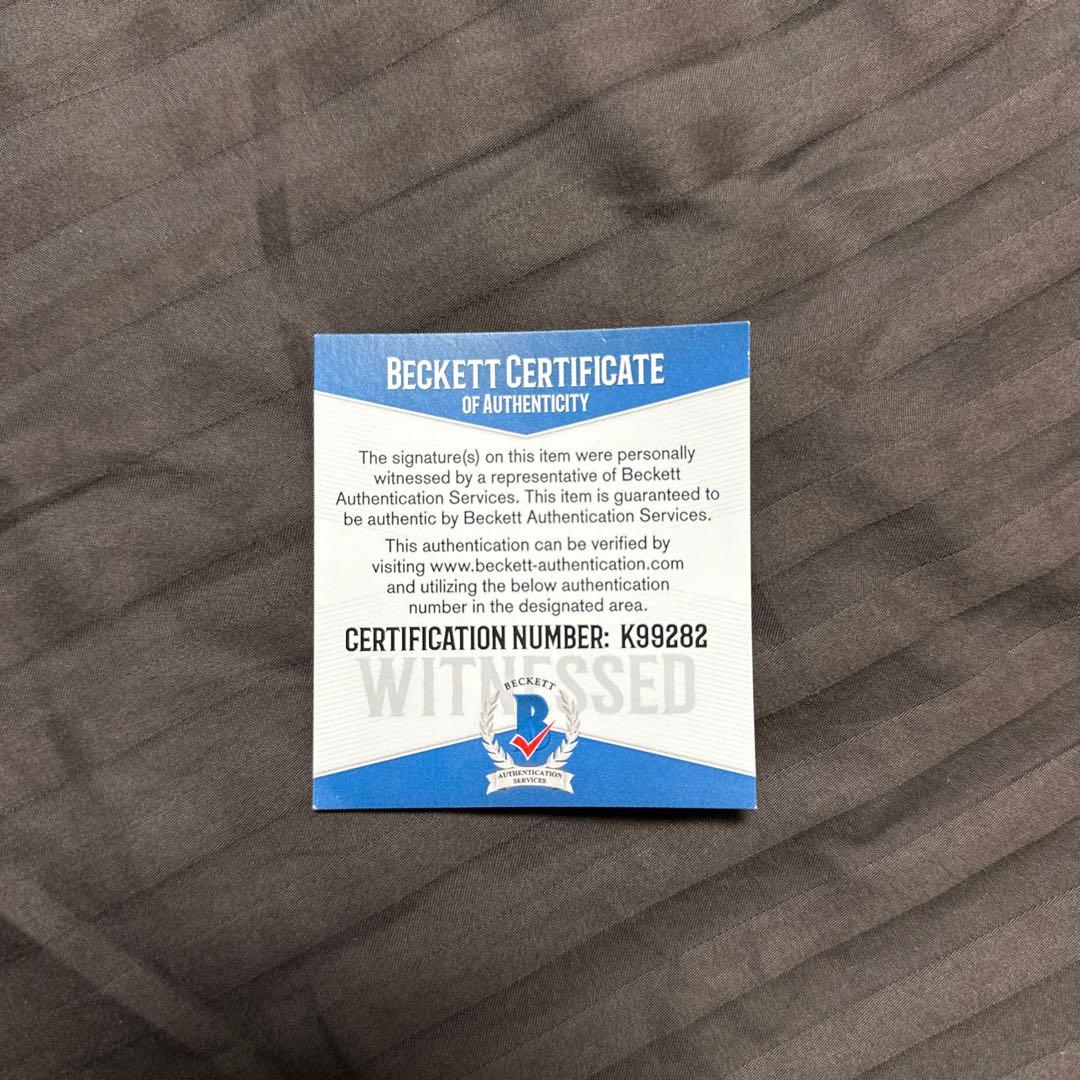 BECKETT CERTIFICATE
OF AUTHENTICITY
The signature(s) on this item were personally
witnessed by a representative of Beckett
Authentication Services. This item is guaranteed to
be authentic by Beckett Authentication Services.
This authentication can be verified by
visiting www.beckett-authentication.com
and utilizing the below authentication
number in the designated area.
CERTIFICATION NUMBER: K99282
WITNESSED
BECKETT
B
AUTHENTICATION
SERVICES